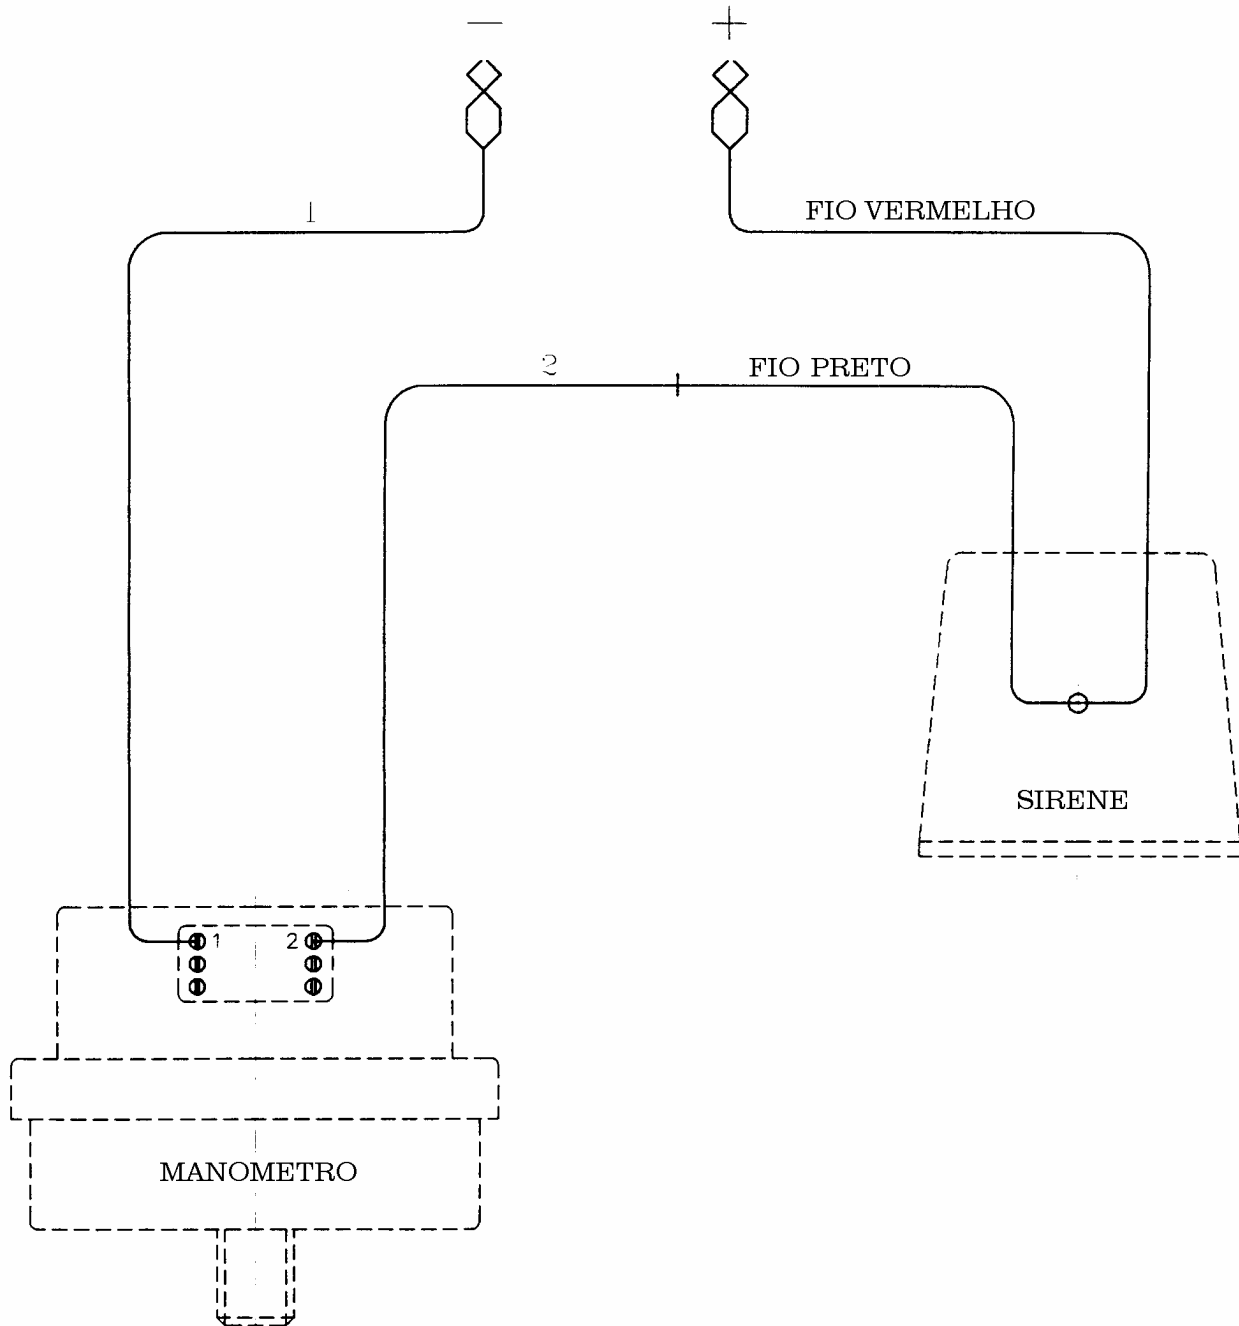 — +
1 FIO VERMELHO
2 FIO PRETO
SIRENE
1 2
MANOMETRO